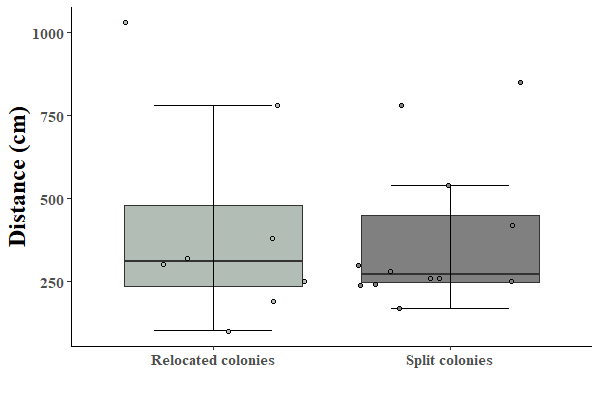 Distance (cm)
1000
750
500
250
Relocated colonies
Split colonies